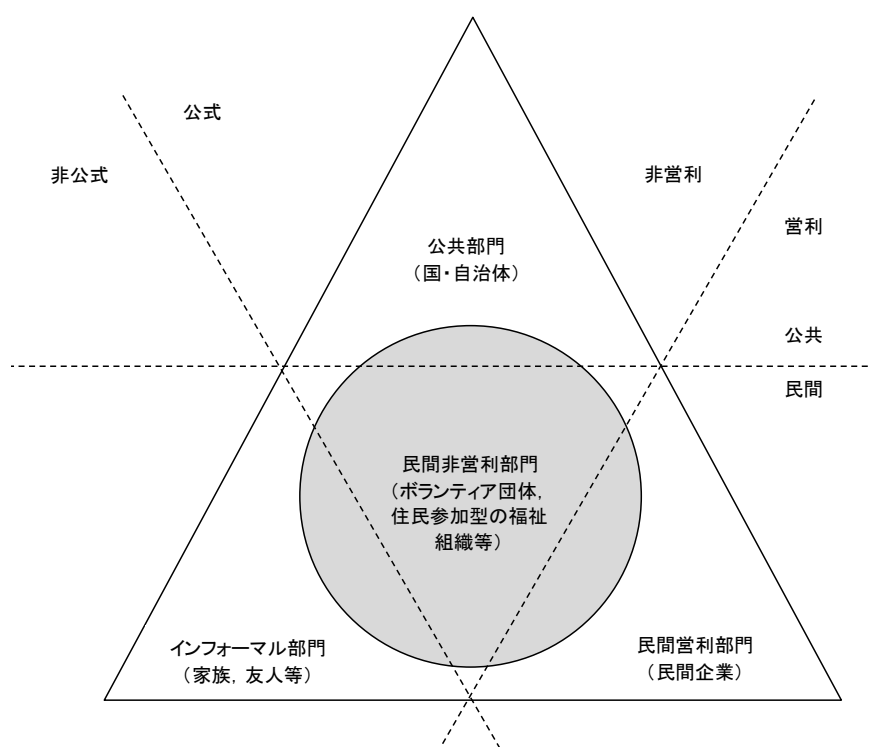 公式
非公式
非営利
営利
公共部門
（国・自治体）
公共
民間
民間非営利部門
（ボランティア団体，
住民参加型の福祉
組織等）
インフォーマル部門
（家族，友人等）
民間営利部門
（民間企業）